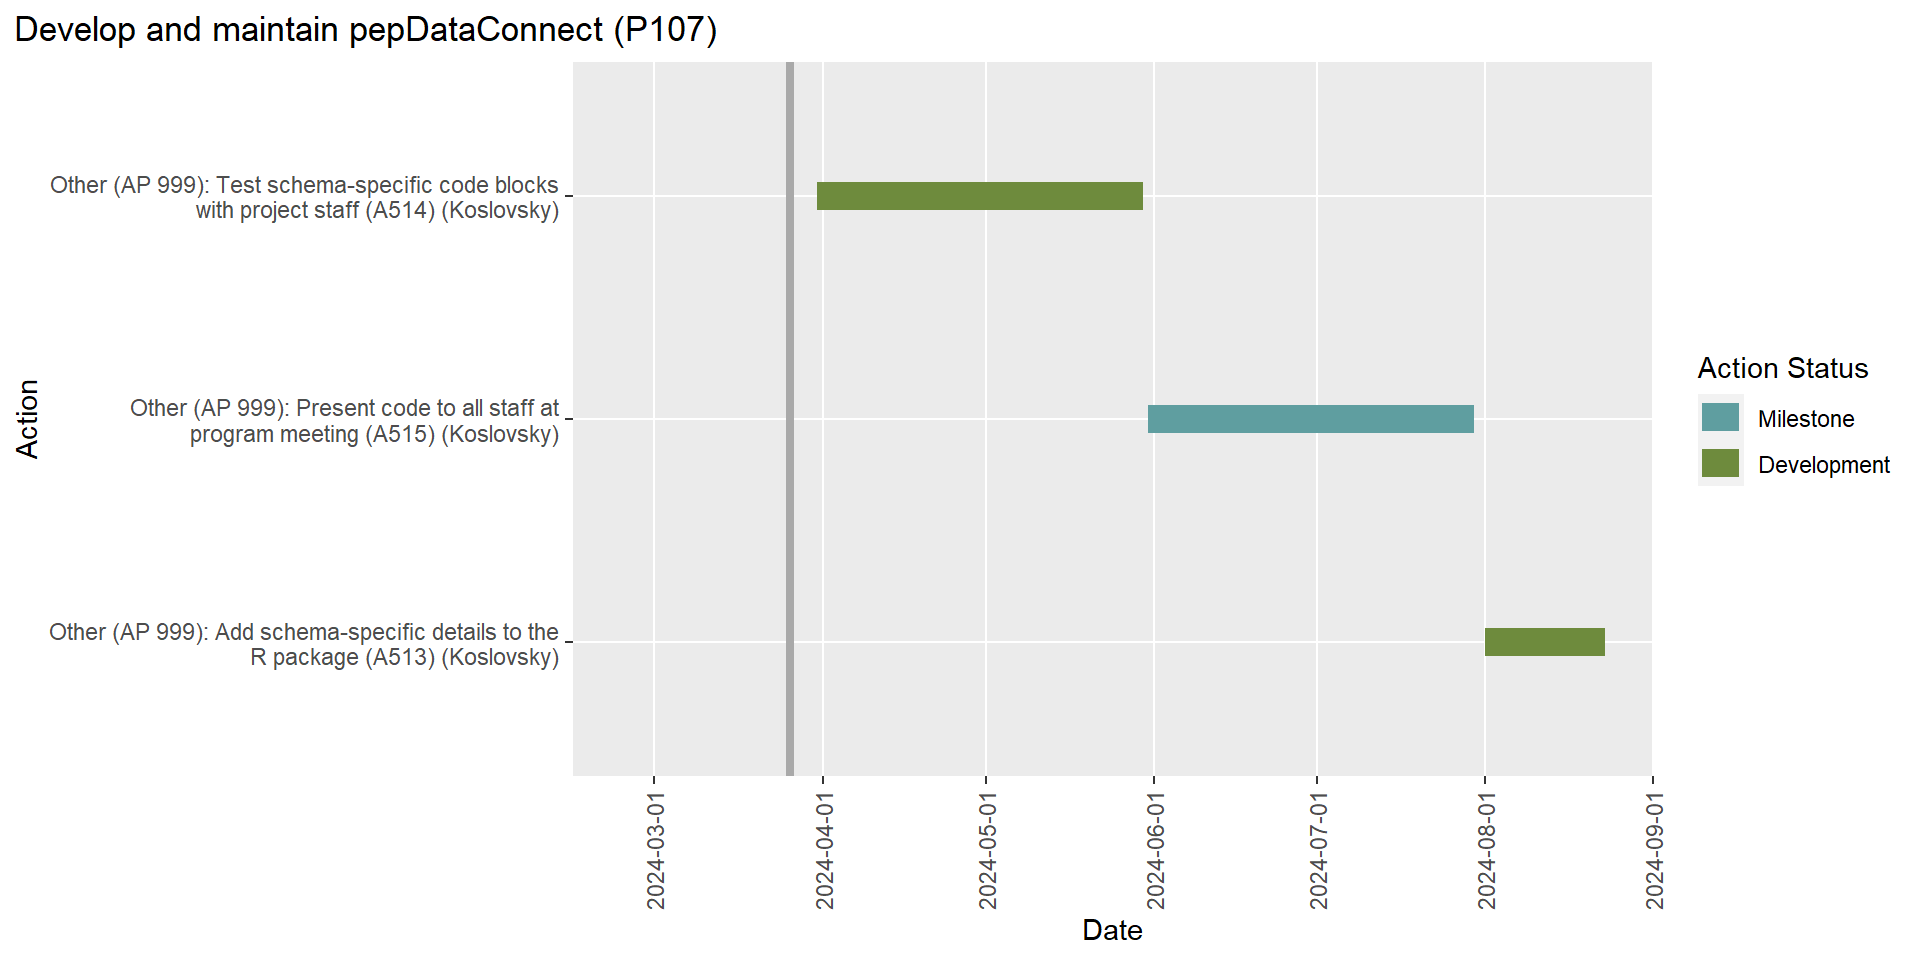 Develop and maintain pepDataConnect (P107)
Other (AP 999): Test schema-specific code blocks
with project staff (A514) (Koslovsky)
Other (AP 999): Present code to all staff at
program meeting (A515) (Koslovsky)
Other (AP 999): Add schema-specific details to the
R package (A513) (Koslovsky)
Action
2024-03-01
2024-04-01
2024-05-01
2024-06-01
2024-07-01
2024-08-01
2024-09-01
Date
Action Status
Milestone
Development